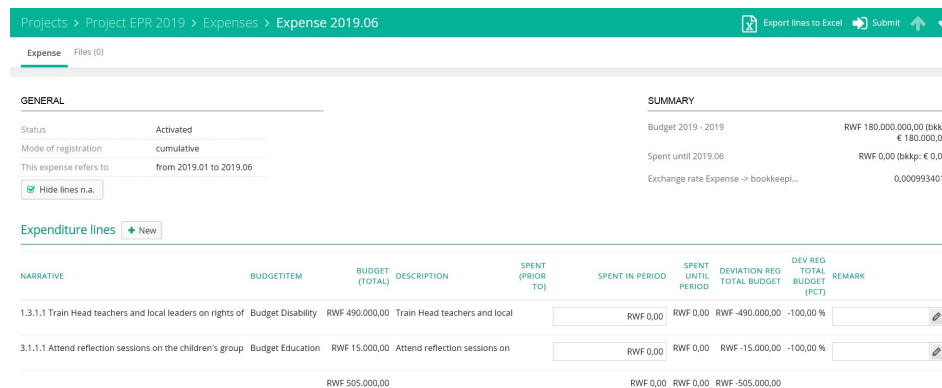 Projects > Project EPR 2019 > Expenses > Expense 2019.06
Export lines to Excel
Submit
Expense
Files (0)
GENERAL
Status Activated
Mode of registration cumulative
This expense refers to from 2019.01 to 2019.06
Hide lines n.a.
SUMMARY
Budget 2019 - 2019 RWF 180.000.000,00 (bkk
€ 180.000,0
Spent until 2019.06 RWF 0,00 (bkkp: € 0,0
Exchange rate Expense -> bookkeepi... 0,000993401
Expenditure lines
New
NARRATIVE BUDGETITEM BUDGET (TOTAL) DESCRIPTION SPENT (PRIOR TO) SPENT IN PERIOD SPENT UNTIL PERIOD DEVIATION REG TOTAL BUDGET DEV REG TOTAL BUDGET (PCT) REMARK
1.3.1.1 Train Head teachers and local leaders on rights of Budget Disability RWF 490.000,00 Train Head teachers and local RWF 0,00 RWF 0,00 RWF -490.000,00 -100,00 %
3.1.1.1 Attend reflection sessions on the children's group Budget Education RWF 15.000,00 Attend reflection sessions on RWF 0,00 RWF 0,00 RWF -15.000,00 -100,00 %
RWF 505.000,00 RWF 0,00 RWF 0,00 RWF -505.000,00